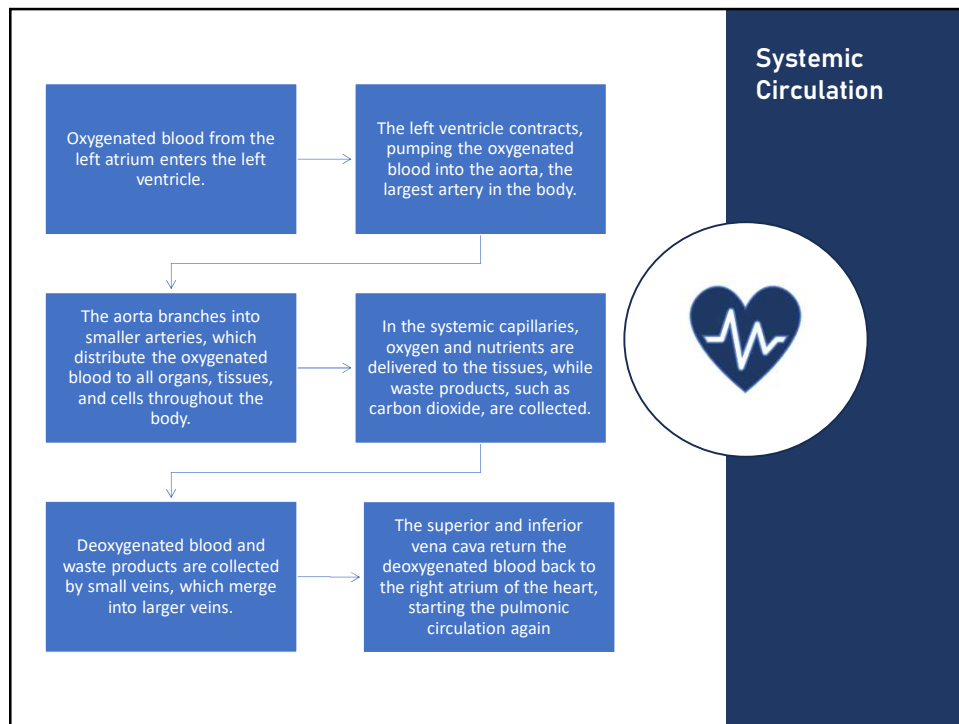 Systemic
Circulation
Oxygenated blood from the
left atrium enters the left
ventricle.
The left ventricle contracts,
pumping the oxygenated
blood into the aorta, the
largest artery in the body.
The aorta branches into
smaller arteries, which
distribute the oxygenated
blood to all organs, tissues,
and cells throughout the
body.
In the systemic capillaries,
oxygen and nutrients are
delivered to the tissues, while
waste products, such as
carbon dioxide, are collected.
Deoxygenated blood and
waste products are collected
by small veins, which merge
into larger veins.
The superior and inferior
vena cava return the
deoxygenated blood back to
the right atrium of the heart,
starting the pulmonic
circulation again